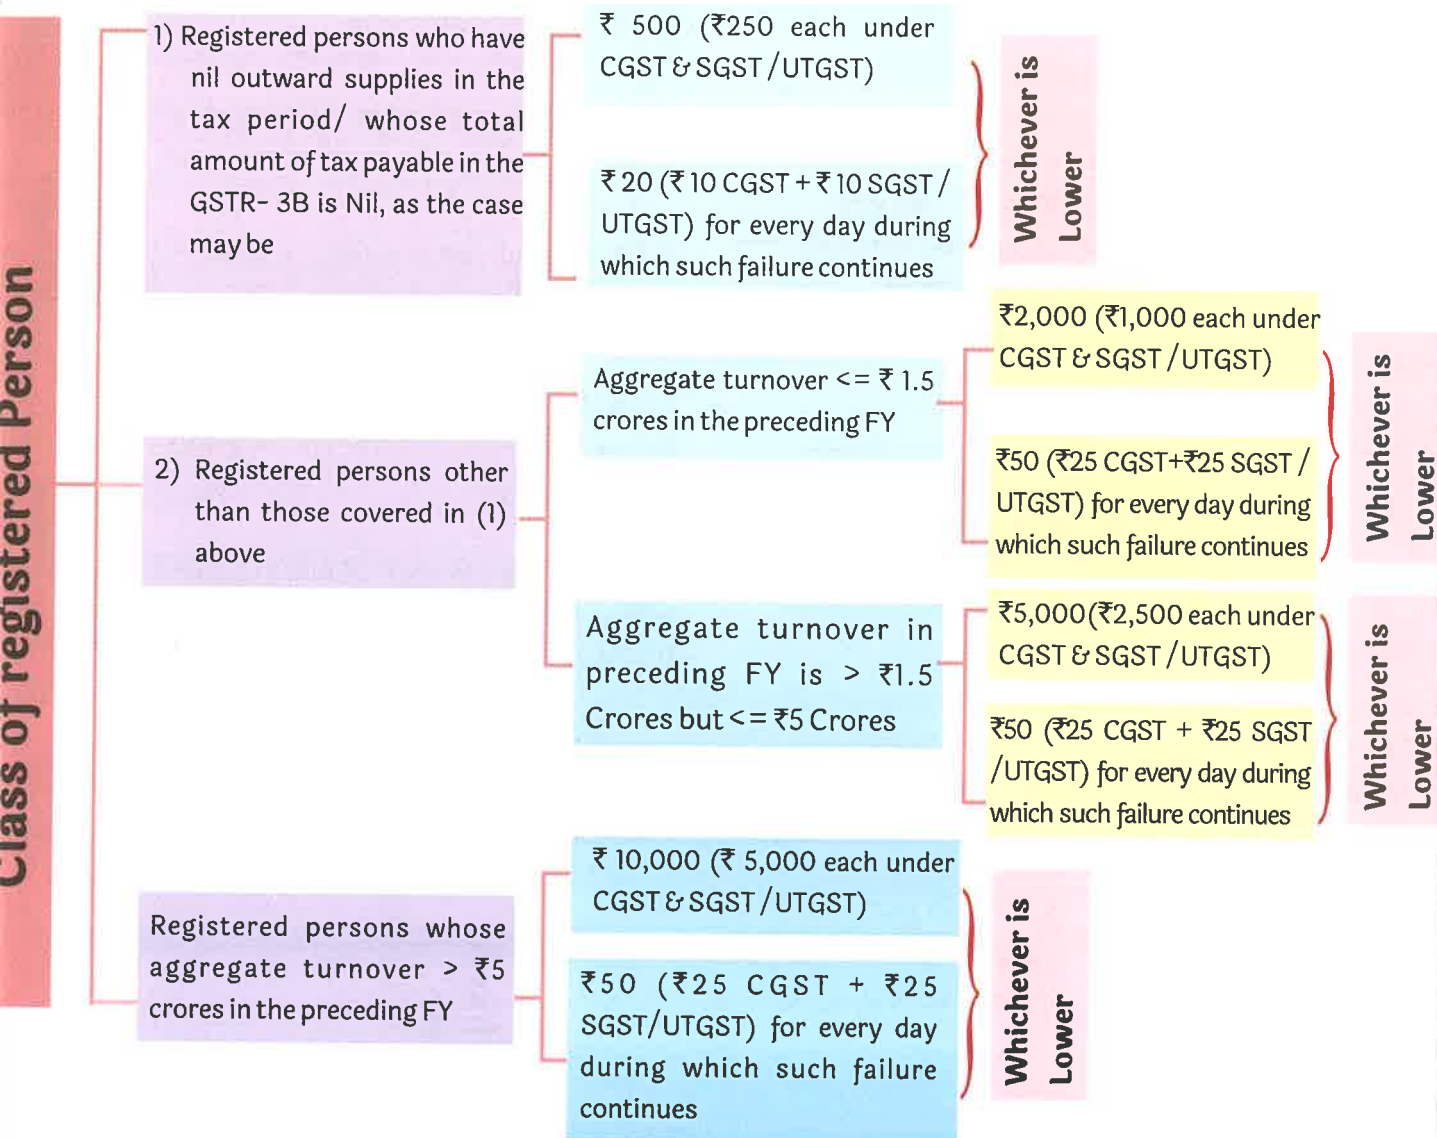 Class of registered Person
1) Registered persons who have
nil outward supplies in the
tax period/ whose total
amount of tax payable in the
GSTR- 3B is Nil, as the case
may be
₹ 500 (₹250 each under
CGST & SGST /UTGST)
₹ 20 (₹ 10 CGST + ₹ 10 SGST /
UTGST) for every day during
which such failure continues
Whichever is
Lower
2) Registered persons other
than those covered in (1)
above
Aggregate turnover <= ₹ 1.5
crores in the preceding FY
₹2,000 (₹1,000 each under
CGST & SGST /UTGST)
₹50 (₹25 CGST+₹25 SGST /
UTGST) for every day during
which such failure continues
Whichever is
Lower
Aggregate turnover in
preceding FY is > ₹1.5
Crores but <= ₹5 Crores
₹5,000(₹2,500 each under
CGST & SGST /UTGST)
₹50 (₹25 CGST + ₹25 SGST
/UTGST) for every day during
which such failure continues
Whichever is
Lower
Registered persons whose
aggregate turnover > ₹5
crores in the preceding FY
₹ 10,000 (₹ 5,000 each under
CGST & SGST /UTGST)
₹50 (₹25 CGST + ₹25
SGST/UTGST) for every day
during which such failure
continues
Whichever is
Lower